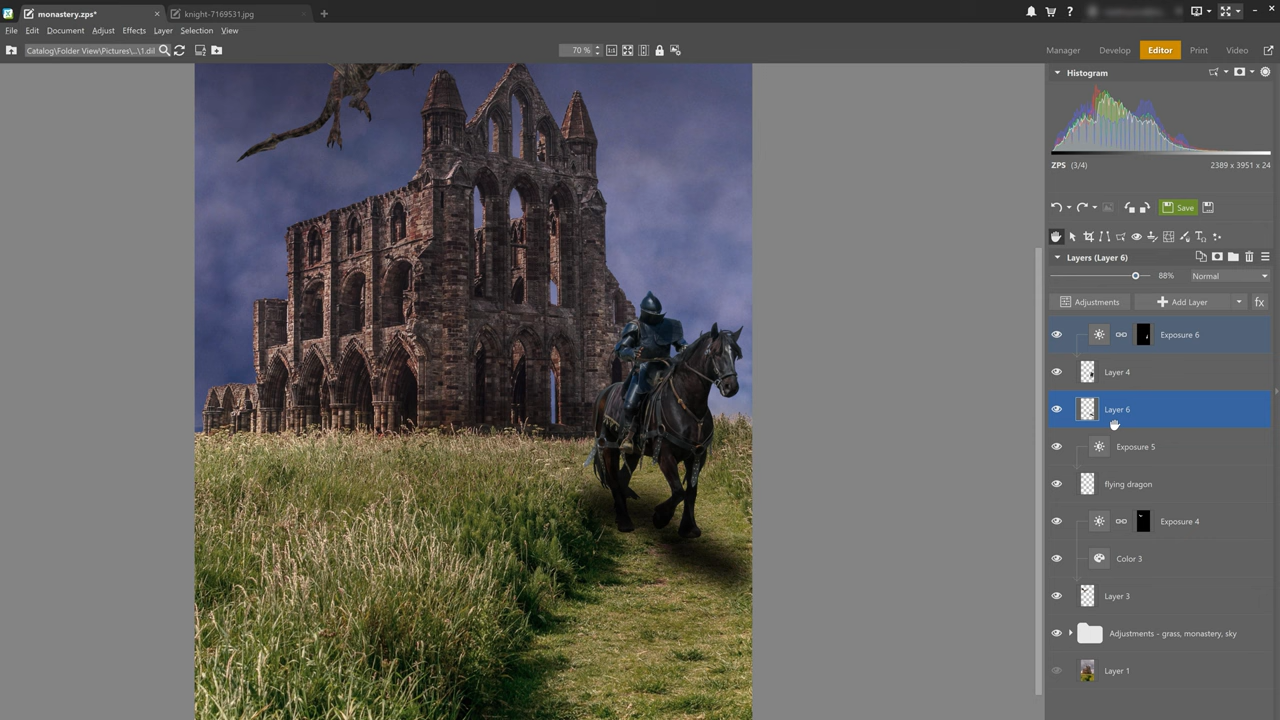 monastery.zps*
knight-7169531.jpg
File Edit Document Adjust Effects Layer Selection View
Catalog\Folder View\Pictures\...\1.díl
70 %
Manager Develop Editor Print Video
Histogram
ZPS (3/4) 2389 x 3951 x 24
Save
Layers (Layer 6)
88% Normal
Adjustments Add Layer fx
Exposure 6
Layer 4
Layer 6
Exposure 5
flying dragon
Exposure 4
Color 3
Layer 3
Adjustments - grass, monastery, sky
Layer 1